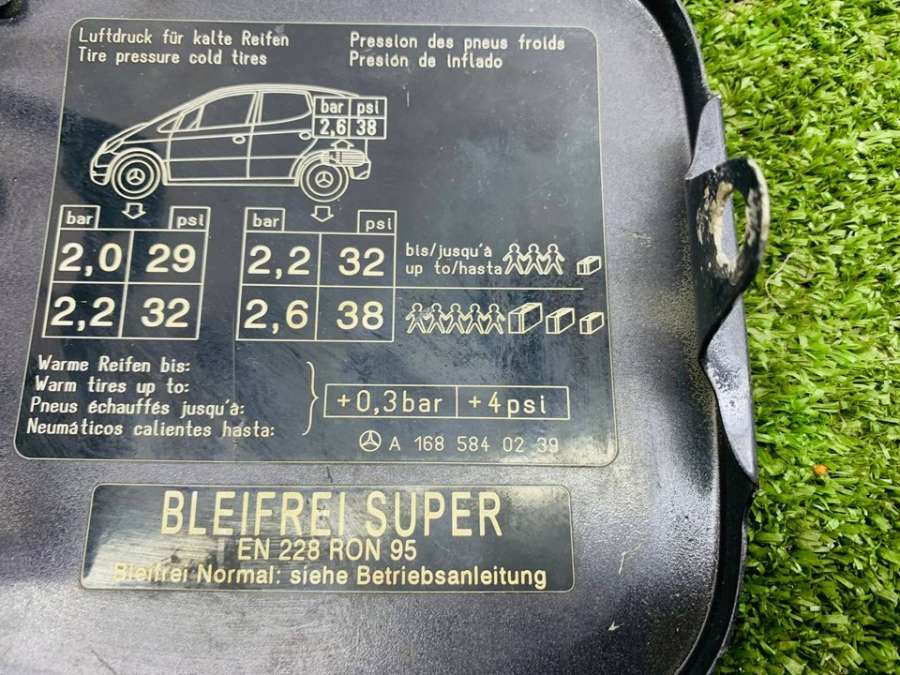 Luftdruck für kalte Reifen
Tire pressure cold tires
Pression des pneus froids
Presión de inflado
bar psi
2,6 38
bar psi
2,0 29
2,2 32
bar psi
2,2 32
2,6 38
bis/jusqu'à
up to/hasta
Warme Reifen bis:
Warm tires up to:
Pneus échauffés jusqu'à:
Neumáticos calientes hasta:
+0,3bar +4psi
A 168 584 02 39
BLEIFREI SUPER
EN 228 RON 95
Bleifrei Normal: siehe Betriebsanleitung